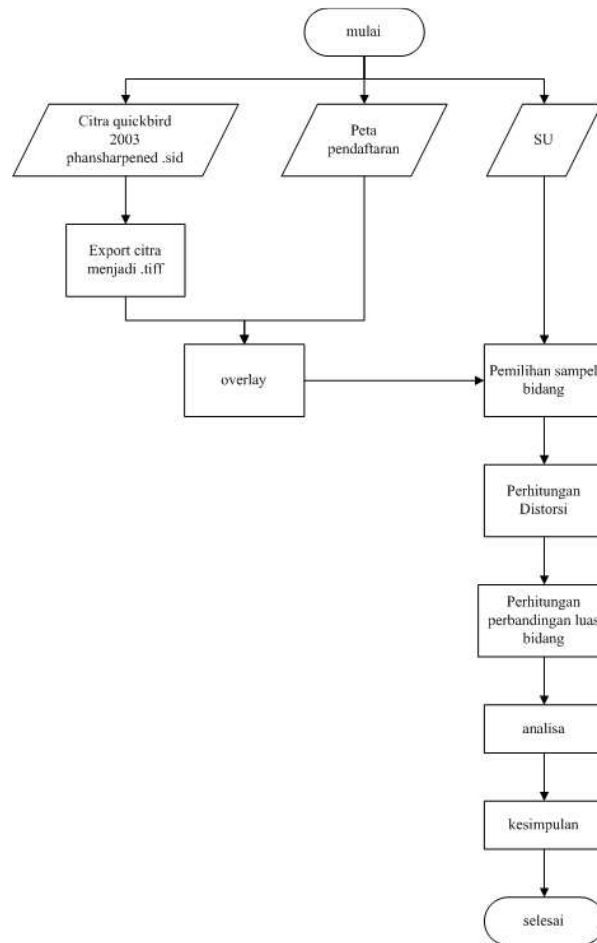 mulai
Citra quickbird
2003
phansharpened .sid
Peta
pendaftaran
SU
Export citra
menjadi .tiff
overlay
Pemilihan sampel
bidang
Perhitungan
Distorsi
Perhitungan
perbandingan luas
bidang
analisa
kesimpulan
selesai